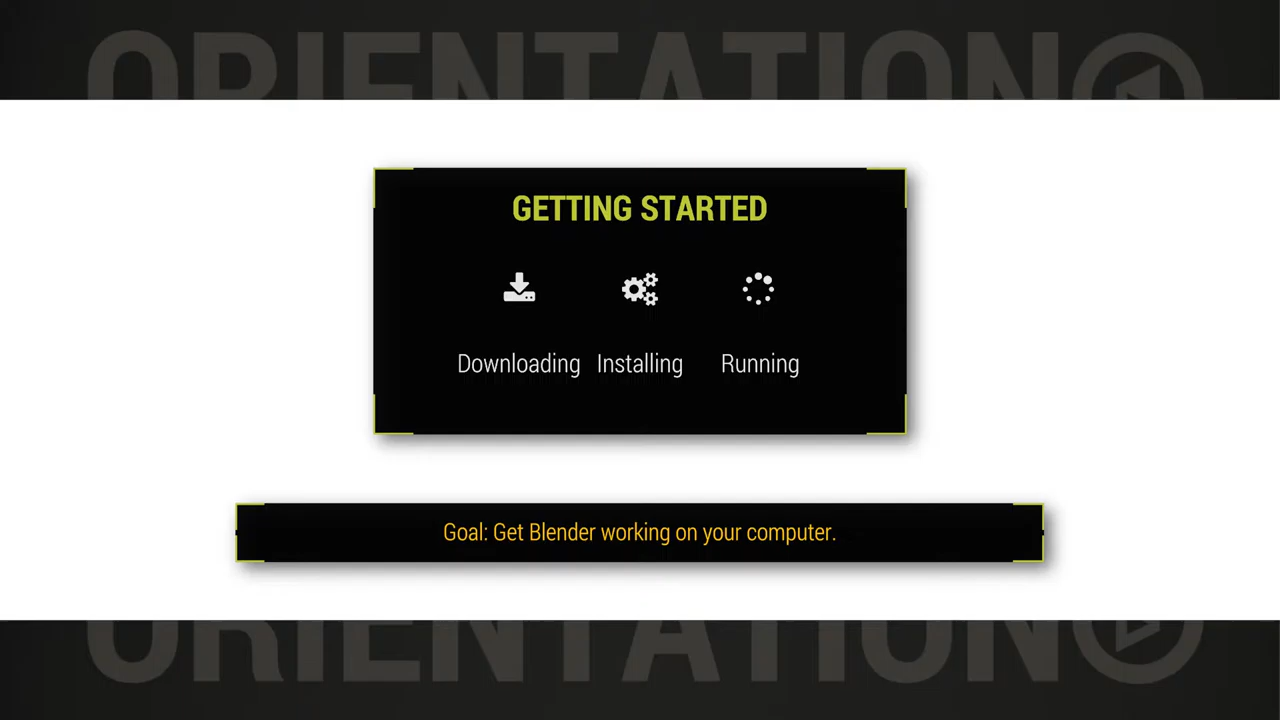 ORIENTATION
GETTING STARTED
Downloading Installing Running
Goal: Get Blender working on your computer.
ORIENTATION